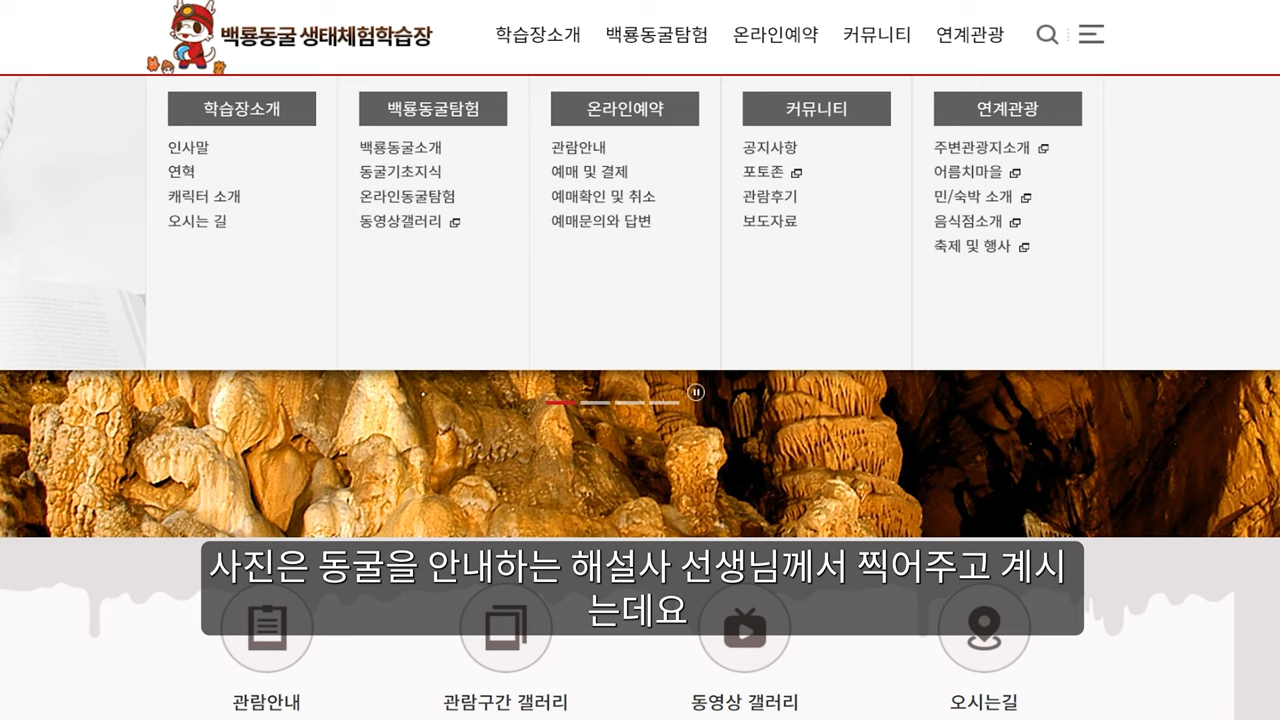 백룡동굴 생태체험학습장
학습장소개 백룡동굴탐험 온라인예약 커뮤니티 연계관광
학습장소개
인사말
연혁
캐릭터 소개
오시는 길
백룡동굴탐험
백룡동굴소개
동굴기초지식
온라인동굴탐험
동영상갤러리
온라인예약
관람안내
예매 및 결제
예매확인 및 취소
예매문의와 답변
커뮤니티
공지사항
포토존
관람후기
보도자료
연계관광
주변관광지소개
어름치마을
민/숙박 소개
음식점소개
축제 및 행사
사진은 동굴을 안내하는 해설사 선생님께서 찍어주고 계시
는데요
관람안내
관람구간 갤러리
동영상 갤러리
오시는길